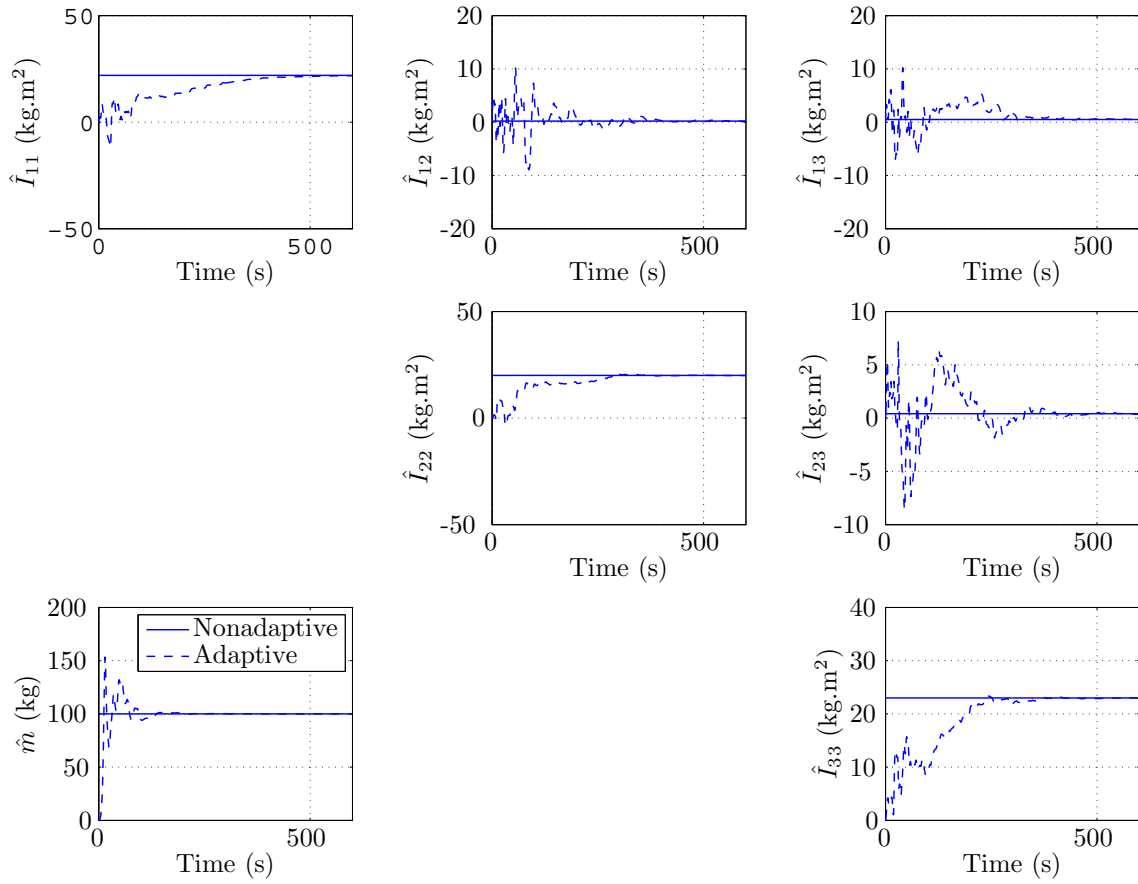 50
0
-50
0
500
Time (s)
Î₁₁ (kg.m²)
20
10
0
-10
-20
0
500
Time (s)
Î₁₂ (kg.m²)
20
10
0
-10
-20
0
500
Time (s)
Î₁₃ (kg.m²)
50
0
-50
0
500
Time (s)
Î₂₂ (kg.m²)
10
5
0
-5
-10
0
500
Time (s)
Î₂₃ (kg.m²)
200
150
100
50
0
0
500
Time (s)
m̂ (kg)
Nonadaptive
Adaptive
40
30
20
10
0
0
500
Time (s)
Î₃₃ (kg.m²)